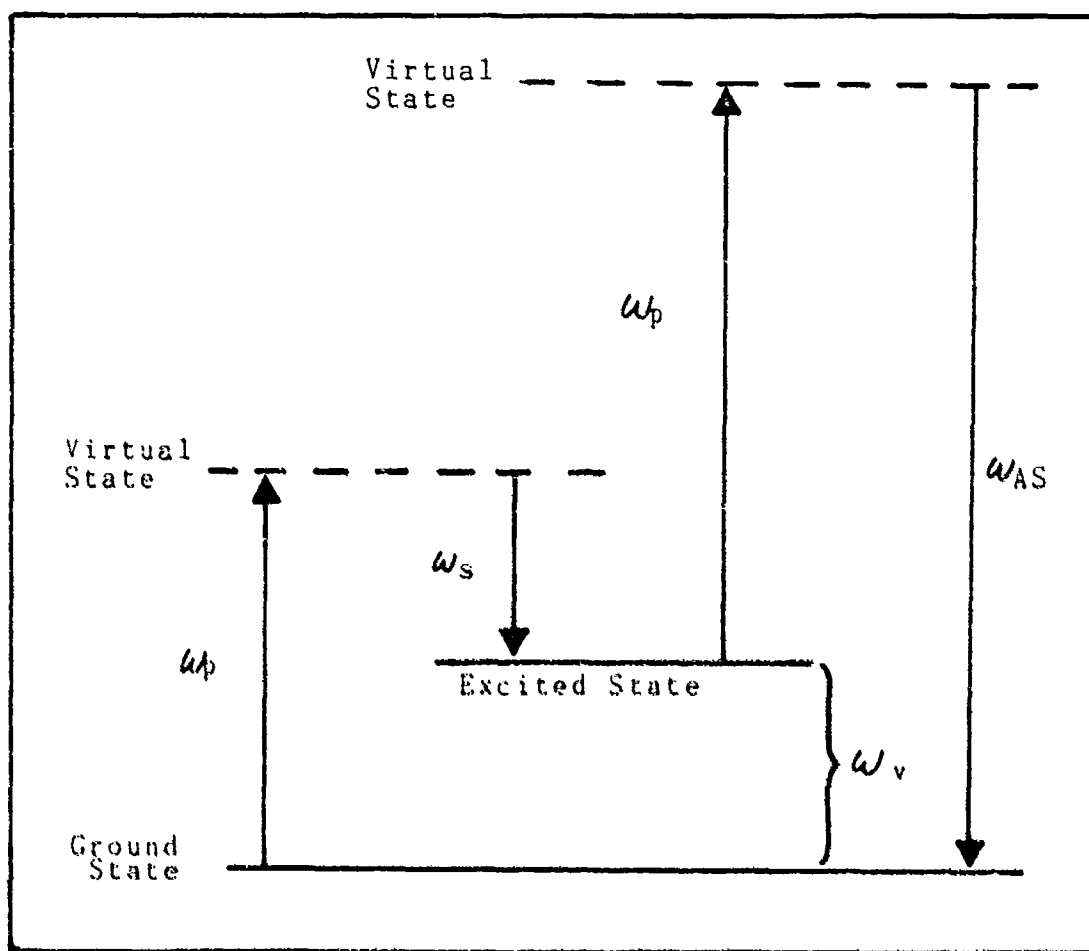 Virtual
State
ωp
Virtual
State
ωAS
ωs
ωp
Excited State
ωv
Ground
State